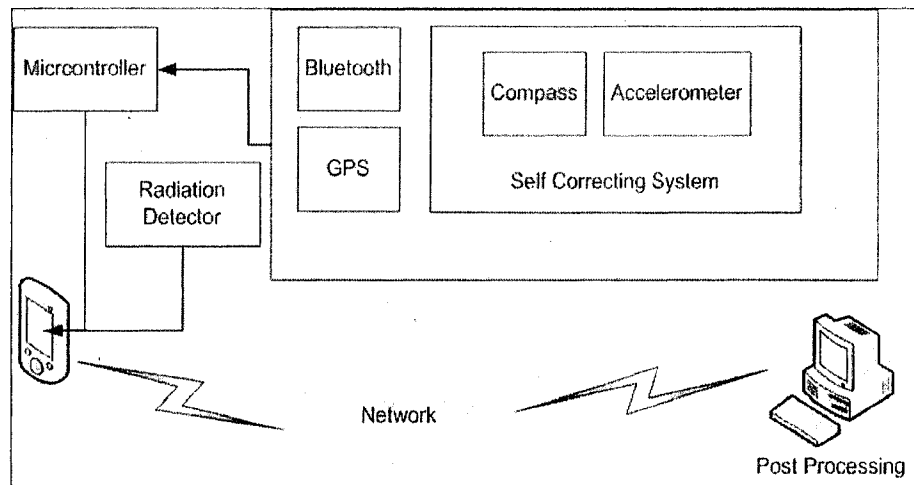 Micrcontroller
Bluetooth
Compass
Accelerometer
GPS
Self Correcting System
Radiation
Detector
Network
Post Processing